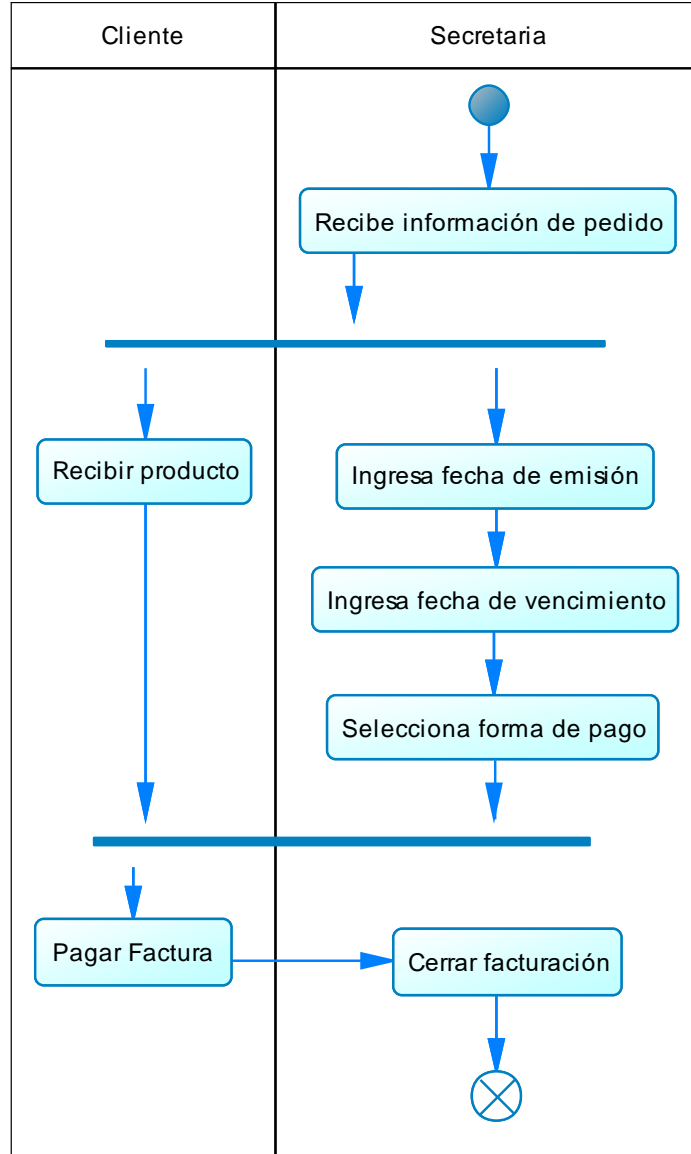 Cliente
Secretaria
Recibe información de pedido
Recibir producto
Ingresa fecha de emisión
Ingresa fecha de vencimiento
Selecciona forma de pago
Pagar Factura
Cerrar facturación